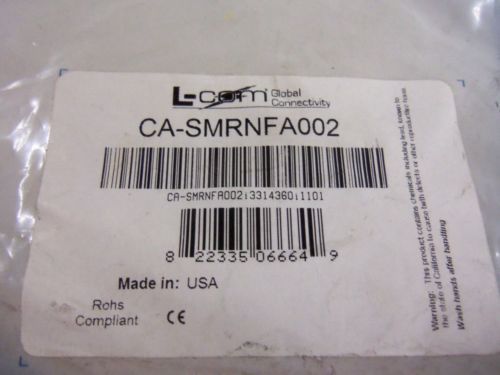 L-com Global
Connectivity
CA-SMRNFA002
CA-SMRNFA002;3314360;1101
8 22335 06664 9
Made in: USA
Rohs
Compliant CE
Warning: This product contains chemicals including lead, known to
the state of California to cause birth defects or other reproductive harm.
Wash hands after handling